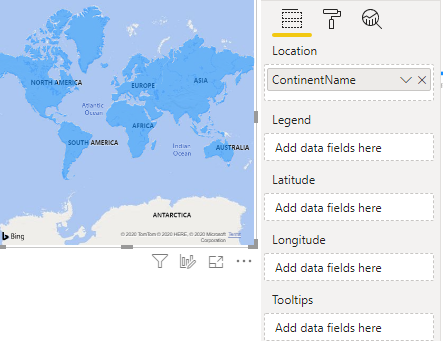 NORTH AMERICA
EUROPE
ASIA
Atlantic
Ocean
AFRICA
SOUTH AMERICA
Indian
Ocean
AUSTRALIA
ANTARCTICA
Bing
© 2020 TomTom © 2020 HERE, © 2020 Microsoft
Corporation Terms
Location
ContinentName
Legend
Add data fields here
Latitude
Add data fields here
Longitude
Add data fields here
Tooltips
Add data fields here